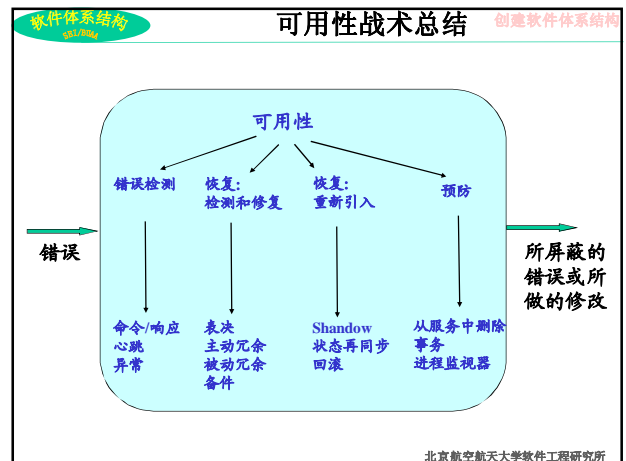 软件体系结构
SEI/BUAA
可用性战术总结
创建软件体系结构
可用性
错误检测
恢复:
检测和修复
恢复:
重新引入
预防
错误
所屏蔽的
错误或所
做的修改
命令/响应
心跳
异常
表决
主动冗余
被动冗余
备件
Shandow
状态再同步
回滚
从服务中删除
事务
进程监视器
北京航空航天大学软件工程研究所